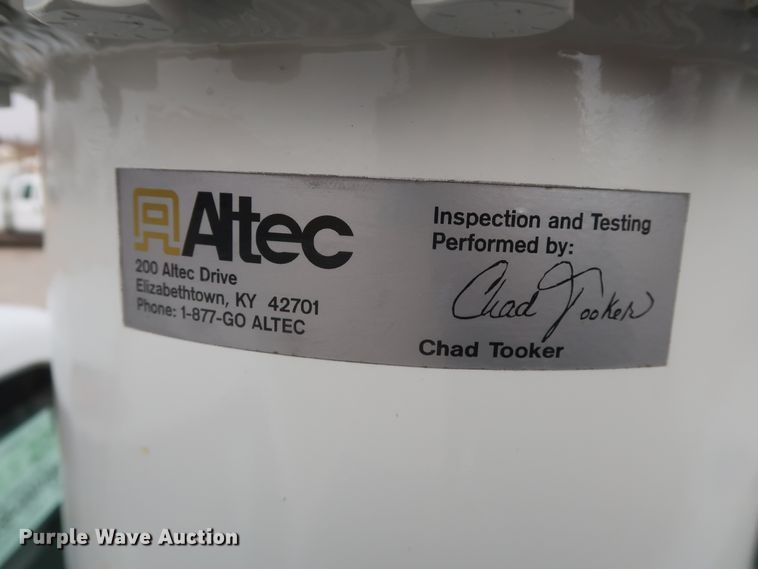 Altec
200 Altec Drive
Elizabethtown, KY 42701
Phone: 1-877-GO ALTEC
Inspection and Testing
Performed by:
Chad Tooker
Chad Tooker
Purple Wave Auction